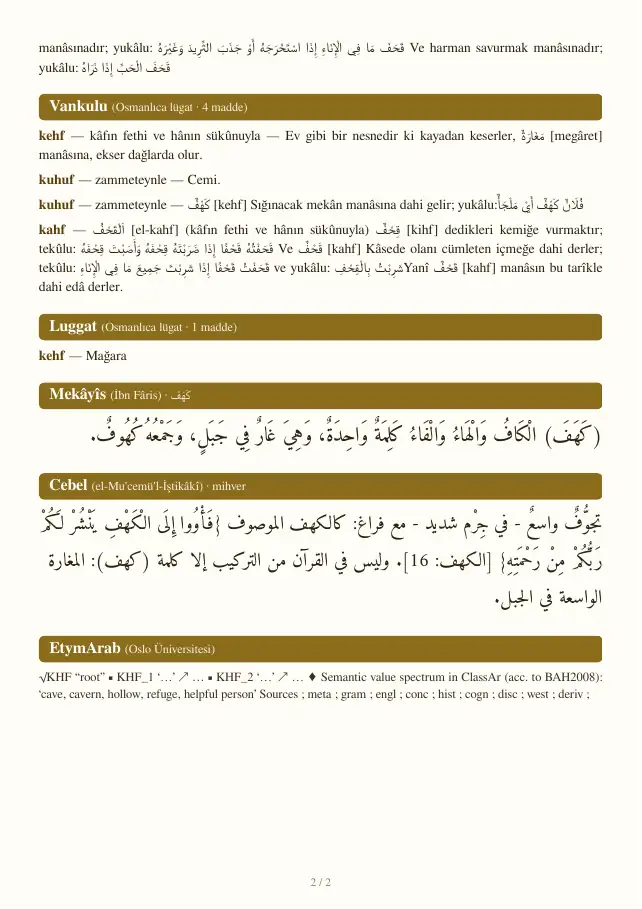 manâsınadır; yukâlu: قَحَفَ مَا فِي الْإِنَاءِ إِذَا اسْتَخْرَجَهُ أَوْ جَذَبَ الثَّرِيدَ وَغَيْرَهُ Ve harman savurmak manâsınadır;
yukâlu: قَحَفَ الْحَبَّ إِذَا ذَرَاهُ
Vankulu (Osmanlıca lügat · 4 madde)
kehf — kâfın fethi ve hânın sükûnuyla — Ev gibi bir nesnedir ki kayadan keserler, مَغَارَةٌ [megâret]
manâsına, ekser dağlarda olur.
kuhuf — zammeteynle — Cemi.
kuhuf — zammeteynle — كَهْفٌ [kehf] Sığınacak mekân manâsına dahi gelir; yukâlu:فُلَانٌ كَهْفٌ أَيْ مَلْجَأٌ
kahf — اَلْقَحْفُ [el-kahf] (kâfın fethi ve hânın sükûnuyla) قِحْفٌ [kihf] dedikleri kemiğe vurmaktır;
tekûlu: قَحَفْتُهُ قَحْفًا إِذَا ضَرَبْتَهُ قِحْفَهُ وَأَصَبْتَ قِحْفَهُ Ve قَحْفٌ [kahf] Kâsede olanı cümleten içmeğe dahi derler;
tekûlu: قَحَفْتُ قَحْفًا إِذَا شَرِبْتَ جَمِيعَ مَا فِي الْإِنَاءِ ve yukâlu: شَرِبْتُ بِالْقِحْفِYanî قَحْفٌ [kahf] manâsın bu tarîkle
dahi edâ derler.
Luggat (Osmanlıca lügat · 1 madde)
kehf — Mağara
Mekâyîs (İbn Fâris) · كَهَفَ
(كَهَفَ) الْكَافُ وَالْهَاءُ وَالْفَاءُ كَلِمَةٌ وَاحِدَةٌ، وَهِيَ غَارٌ فِي جَبَلٍ، وَجَمْعُهُ كُهُوفٌ.
Cebel (el-Mu'cemü'l-İştikâkî) · mihver
تجوُّفٌ واسعٌ - في جِرْم شديد - مع فراغ: كالكهف الموصوف {فَأْوُوا إِلَى الْكَهْفِ يَنْشُرْ لَكُمْ
رَبُّكُمْ مِنْ رَحْمَتِهِ} [الكهف: 16]. وليس في القرآن من التركيب إلا كلمة (كهف): المغارة
الواسعة في الجبل.
EtymArab (Oslo Üniversitesi)
√KHF “root” ▪ KHF_1 ‘…’ ↗ … ▪ KHF_2 ‘…’ ↗ … ♦ Semantic value spectrum in ClassAr (acc. to BAH2008):
‘cave, cavern, hollow, refuge, helpful person’ Sources ; meta ; gram ; engl ; conc ; hist ; cogn ; disc ; west ; deriv ;
2 / 2